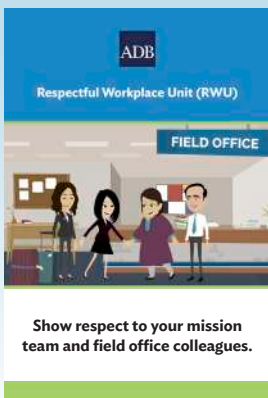 ADB
Respectful Workplace Unit (RWU)
FIELD OFFICE
Show respect to your mission
team and field office colleagues.